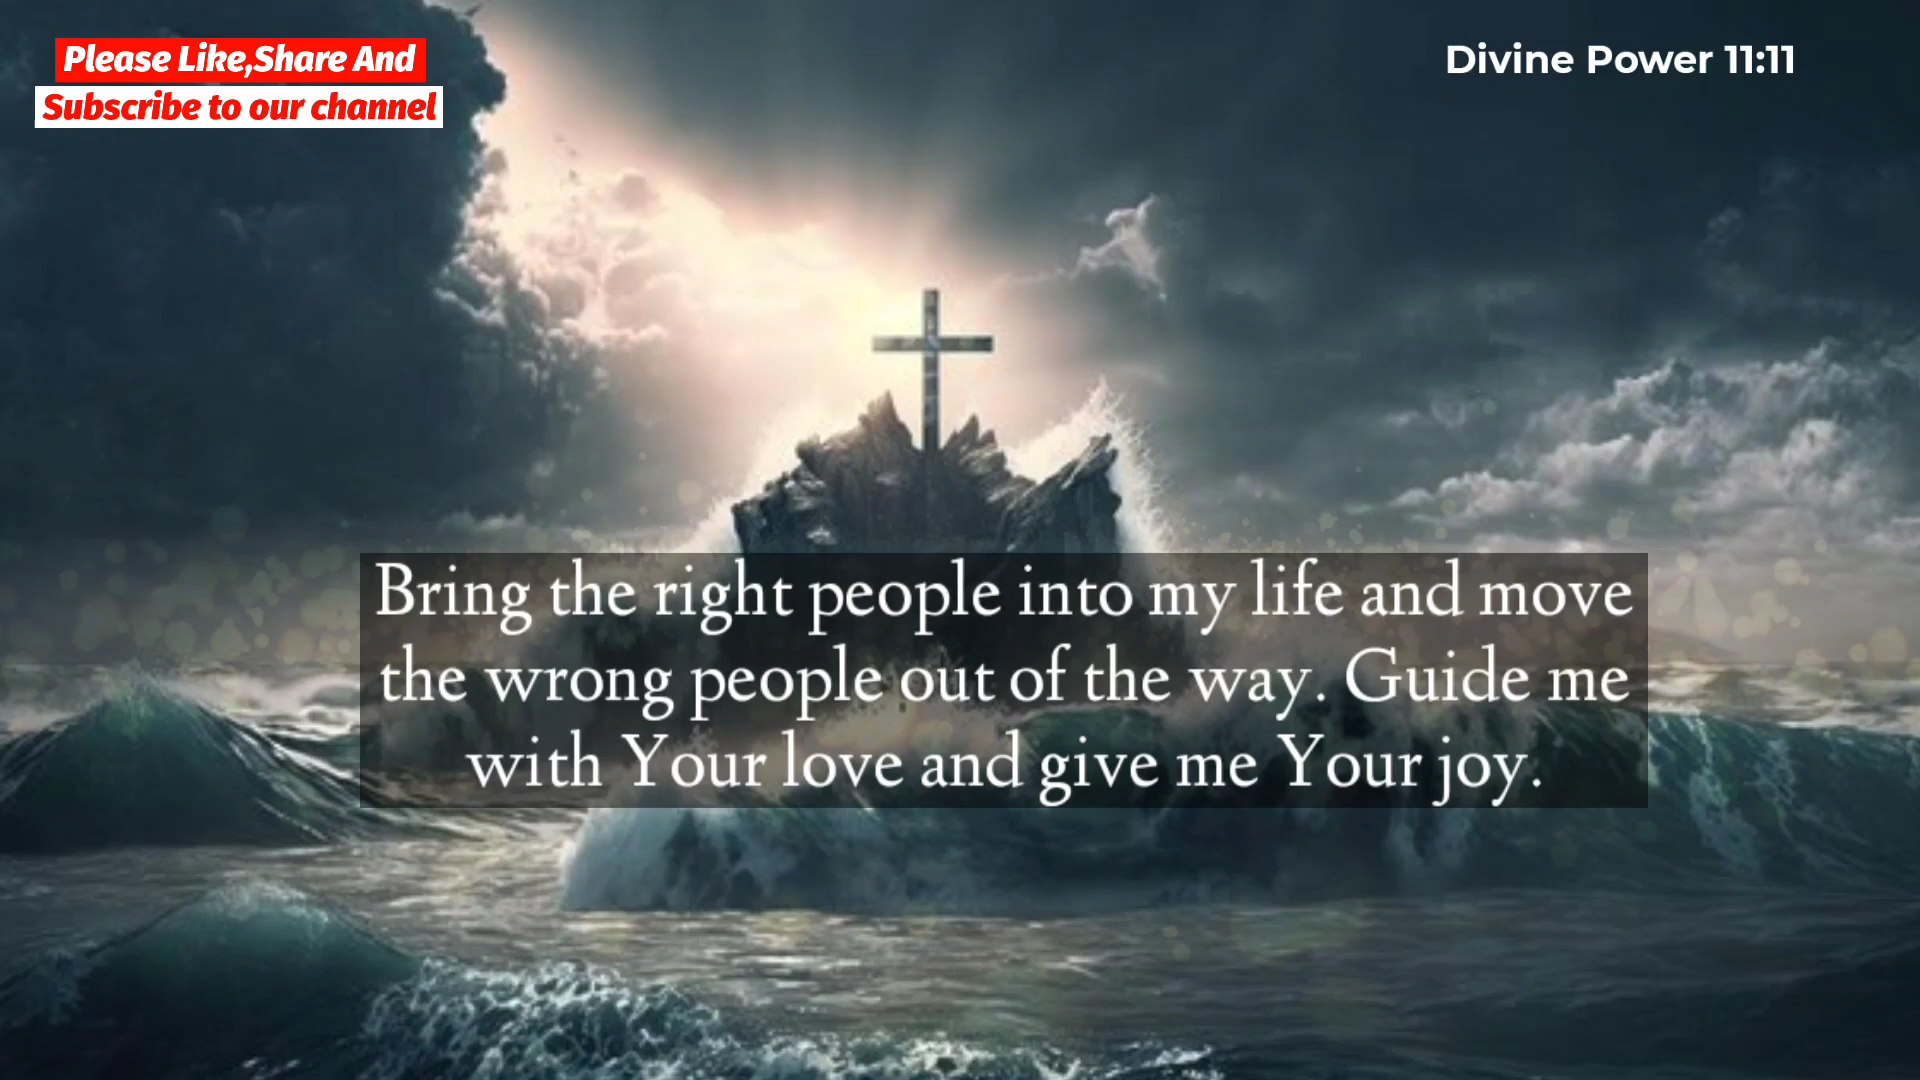 Please Like,Share And
Subscribe to our channel
Divine Power 11:11
Bring the right people into my life and move
the wrong people out of the way. Guide me
with Your love and give me Your joy.